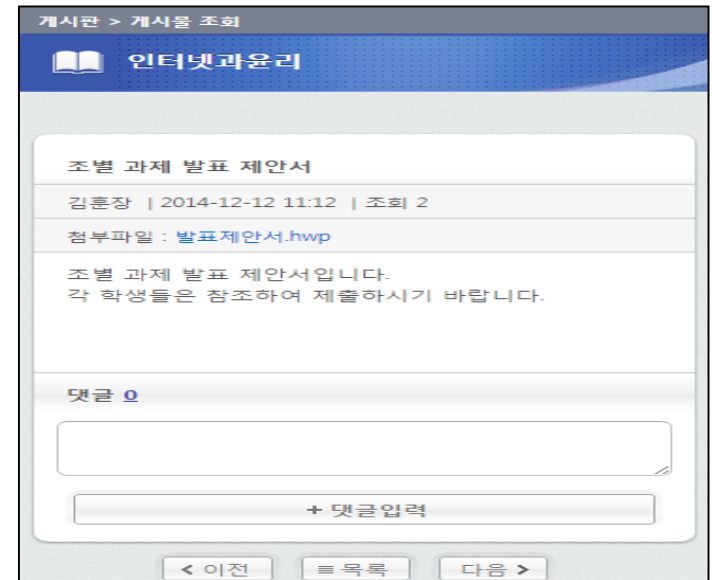 게시판 > 게시물 조회
인터넷과윤리
조별 과제 발표 제안서
김훈장 | 2014-12-12 11:12 | 조회 2
첨부파일 : 발표제안서.hwp
조별 과제 발표 제안서입니다.
각 학생들은 참조하여 제출하시기 바랍니다.
댓글 0
+ 댓글입력
< 이전 ≡ 목록 다음 >